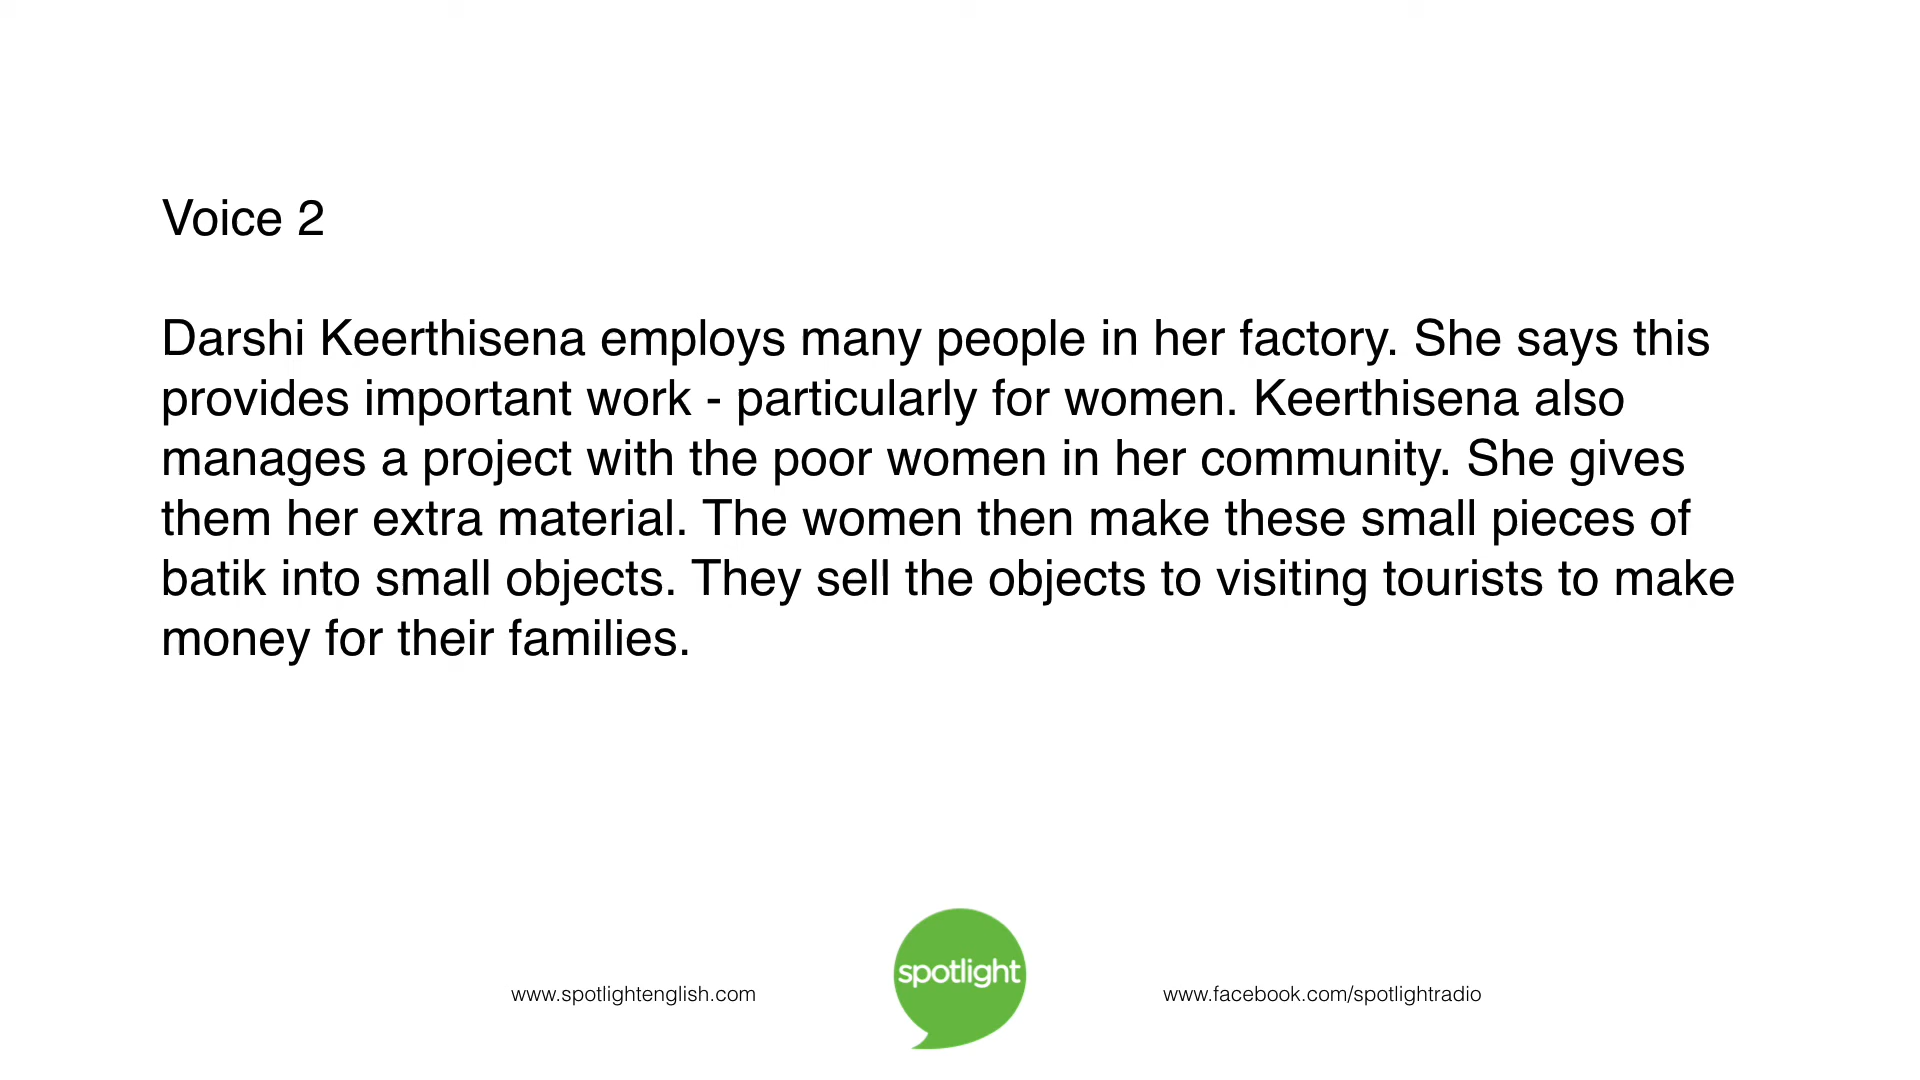 Voice 2
Darshi Keerthisena employs many people in her factory. She says this
provides important work - particularly for women. Keerthisena also
manages a project with the poor women in her community. She gives
them her extra material. The women then make these small pieces of
batik into small objects. They sell the objects to visiting tourists to make
money for their families.
spotlight
www.spotlightenglish.com
www.facebook.com/spotlightradio